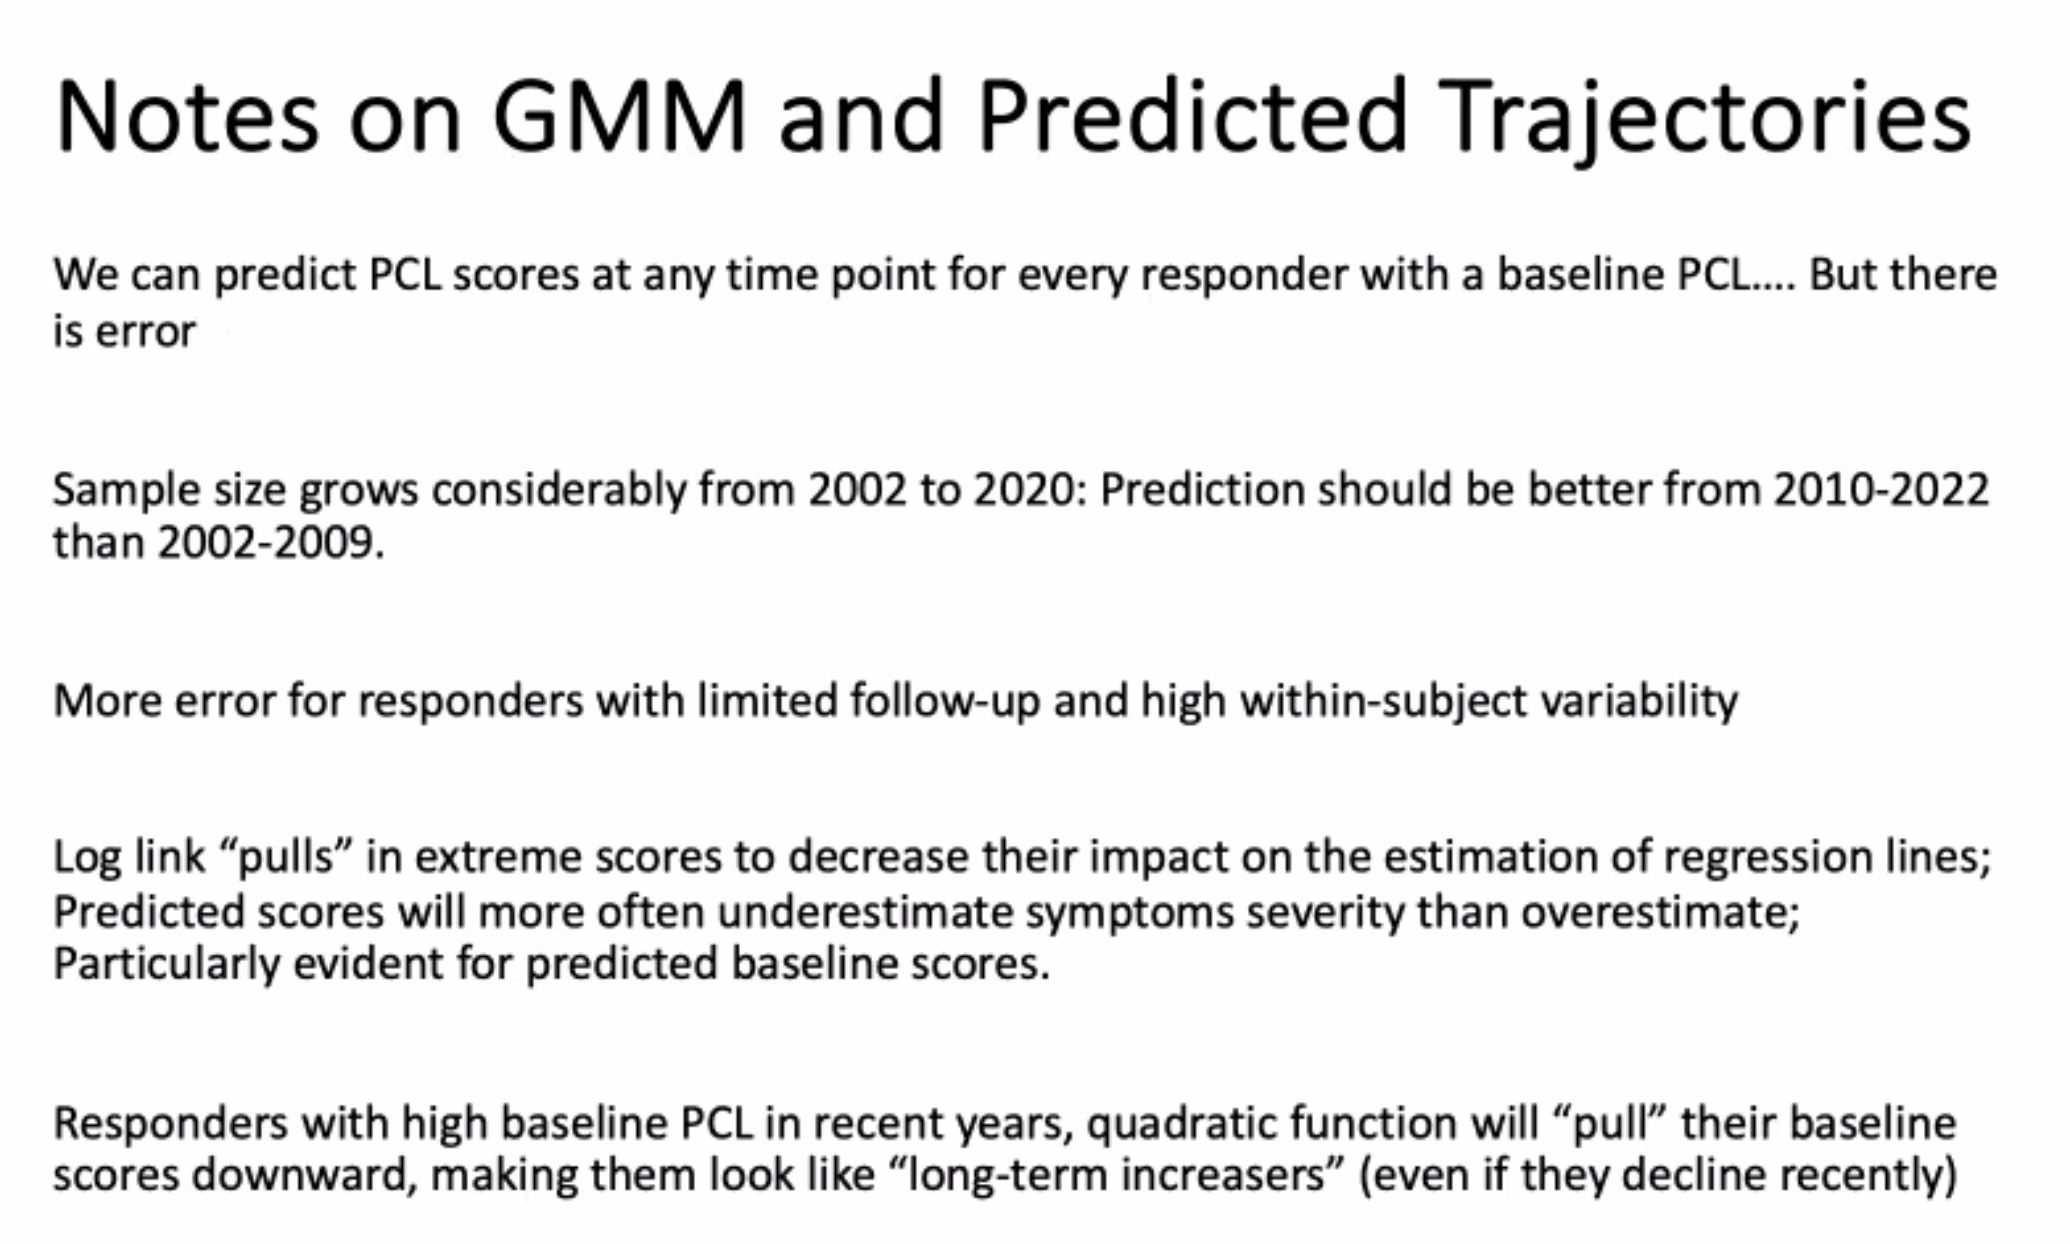 Notes on GMM and Predicted Trajectories
We can predict PCL scores at any time point for every responder with a baseline PCL.... But there
is error
Sample size grows considerably from 2002 to 2020: Prediction should be better from 2010-2022
than 2002-2009.
More error for responders with limited follow-up and high within-subject variability
Log link “pulls” in extreme scores to decrease their impact on the estimation of regression lines;
Predicted scores will more often underestimate symptoms severity than overestimate;
Particularly evident for predicted baseline scores.
Responders with high baseline PCL in recent years, quadratic function will “pull” their baseline
scores downward, making them look like “long-term increasers” (even if they decline recently)